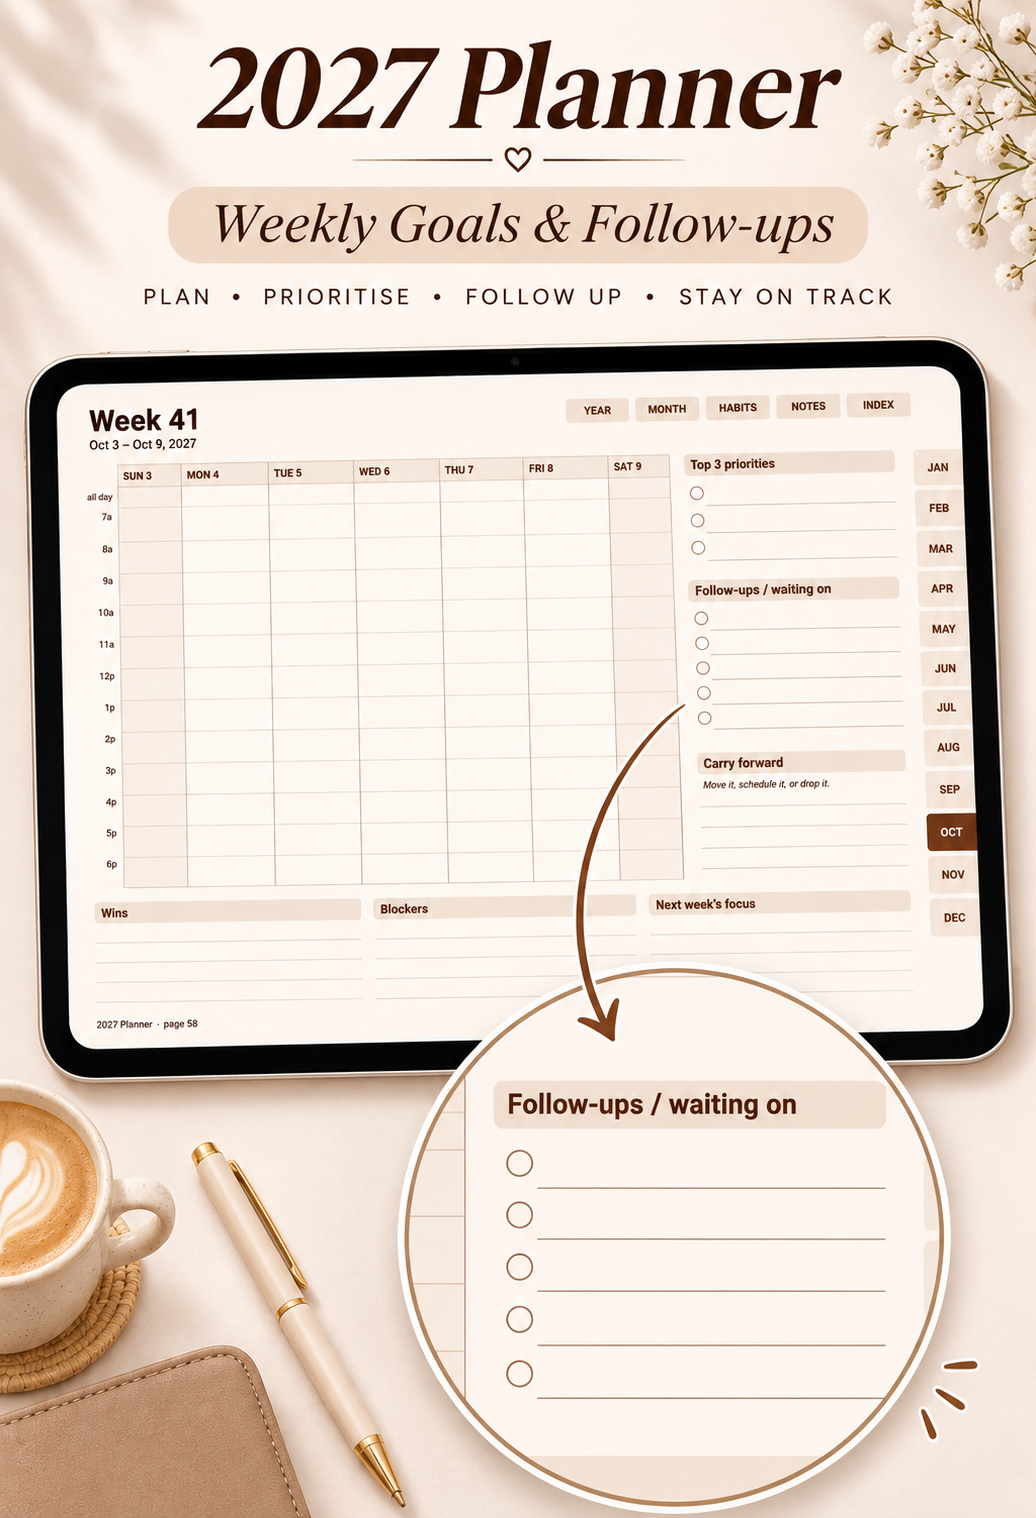 2027 Planner
Weekly Goals & Follow-ups
PLAN • PRIORITISE • FOLLOW UP • STAY ON TRACK
Week 41
Oct 3 – Oct 9, 2027
YEAR
MONTH
HABITS
NOTES
INDEX
SUN 3
MON 4
TUE 5
WED 6
THU 7
FRI 8
SAT 9
all day
7a
8a
9a
10a
11a
12p
1p
2p
3p
4p
5p
6p
Top 3 priorities
Follow-ups / waiting on
Carry forward
Move it, schedule it, or drop it.
JAN
FEB
MAR
APR
MAY
JUN
JUL
AUG
SEP
OCT
NOV
DEC
Wins
Blockers
Next week's focus
2027 Planner · page 58
Follow-ups / waiting on